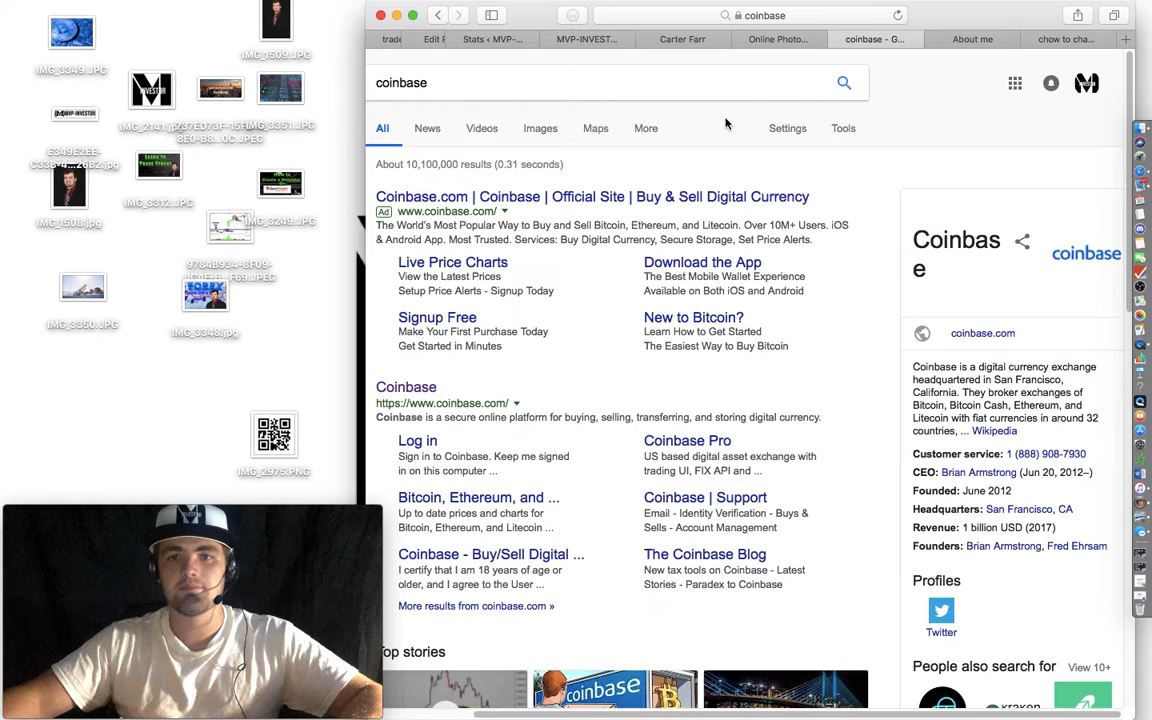 coinbase
trade
Edit F
Stats ‹ MVP-...
MVP-INVEST...
Carter Farr
Online Photo...
coinbase - G...
About me
chow to cha...
IMG_3349.JPG
IMG_1509.JPG
IMG_3351.JPG
IMG_3312.JPG
IMG_3249.JPG
IMG_1508.jpg
IMG_3350.JPG
IMG_3348.jpg
IMG_2975.PNG
coinbase
All
News
Videos
Images
Maps
More
Settings
Tools
About 10,100,000 results (0.31 seconds)
Coinbase.com | Coinbase | Official Site | Buy & Sell Digital Currency
Ad www.coinbase.com/
The World's Most Popular Way to Buy and Sell Bitcoin, Ethereum, and Litecoin. Over 10M+ Users. iOS
& Android App. Most Trusted. Services: Buy Digital Currency, Secure Storage, Set Price Alerts.
Live Price Charts
View the Latest Prices
Setup Price Alerts - Signup Today
Download the App
The Best Mobile Wallet Experience
Available on Both iOS and Android
Signup Free
Make Your First Purchase Today
Get Started in Minutes
New to Bitcoin?
Learn How to Get Started
The Easiest Way to Buy Bitcoin
Coinbase
https://www.coinbase.com/
Coinbase is a secure online platform for buying, selling, transferring, and storing digital currency.
Log in
Sign in to Coinbase. Keep me signed
in on this computer ...
Coinbase Pro
US based digital asset exchange with
trading UI, FIX API and ...
Bitcoin, Ethereum, and ...
Up to date prices and charts for
Bitcoin, Ethereum, and Litecoin ...
Coinbase | Support
Email - Identity Verification - Buys &
Sells - Account Management
Coinbase - Buy/Sell Digital ...
I certify that I am 18 years of age or
older, and I agree to the User ...
The Coinbase Blog
New tax tools on Coinbase - Latest
Stories - Paradex to Coinbase
More results from coinbase.com »
Top stories
coinbase
Coinbas
e
coinbase
coinbase.com
Coinbase is a digital currency exchange
headquartered in San Francisco,
California. They broker exchanges of
Bitcoin, Bitcoin Cash, Ethereum, and
Litecoin with fiat currencies in around 32
countries, ... Wikipedia
Customer service: 1 (888) 908-7930
CEO: Brian Armstrong (Jun 20, 2012–)
Founded: June 2012
Headquarters: San Francisco, CA
Revenue: 1 billion USD (2017)
Founders: Brian Armstrong, Fred Ehrsam
Profiles
Twitter
People also search for
View 10+
kraken